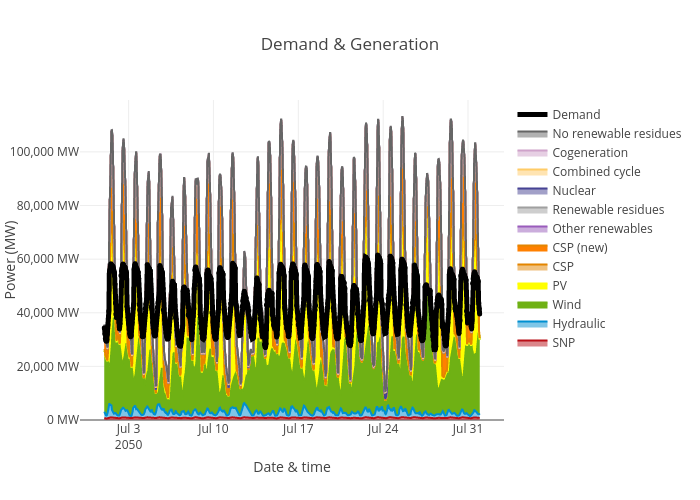 Demand & Generation
Power (MW)
100,000 MW
80,000 MW
60,000 MW
40,000 MW
20,000 MW
0 MW
Jul 3
2050
Jul 10
Jul 17
Jul 24
Jul 31
Date & time
Demand
No renewable residues
Cogeneration
Combined cycle
Nuclear
Renewable residues
Other renewables
CSP (new)
CSP
PV
Wind
Hydraulic
SNP